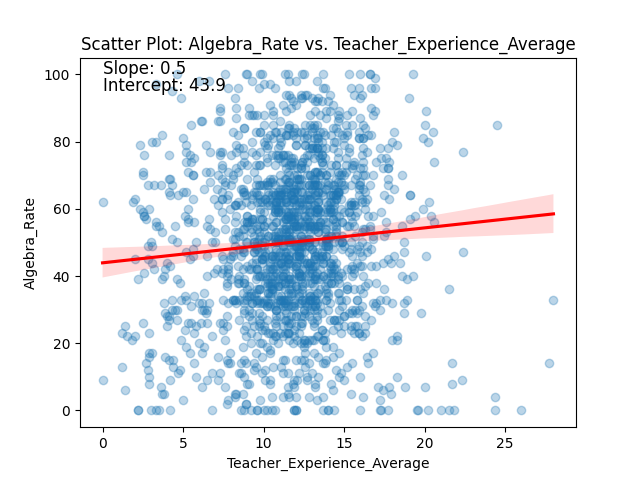 Scatter Plot: Algebra_Rate vs. Teacher_Experience_Average
Slope: 0.5
Intercept: 43.9
100
80
60
40
20
0
Algebra_Rate
0 5 10 15 20 25
Teacher_Experience_Average